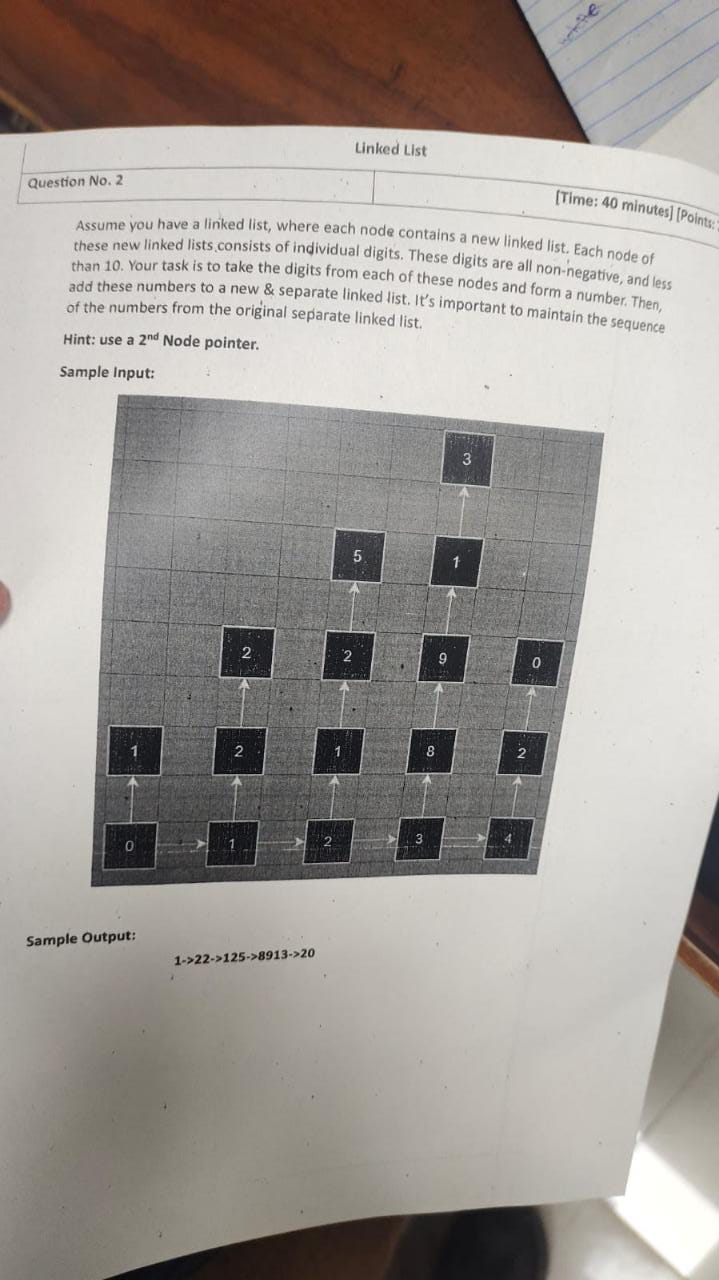 Linked List
Question No. 2
[Time: 40 minutes] [Points:
Assume you have a linked list, where each node contains a new linked list. Each node of
these new linked lists consists of individual digits. These digits are all non-negative, and less
than 10. Your task is to take the digits from each of these nodes and form a number. Then,
add these numbers to a new & separate linked list. It's important to maintain the sequence
of the numbers from the original separate linked list.
Hint: use a 2nd Node pointer.
Sample Input:
3
5 1
2 2 9 0
1 2 1 8 2
0 1 2 3 4
Sample Output:
1->22->125->8913->20